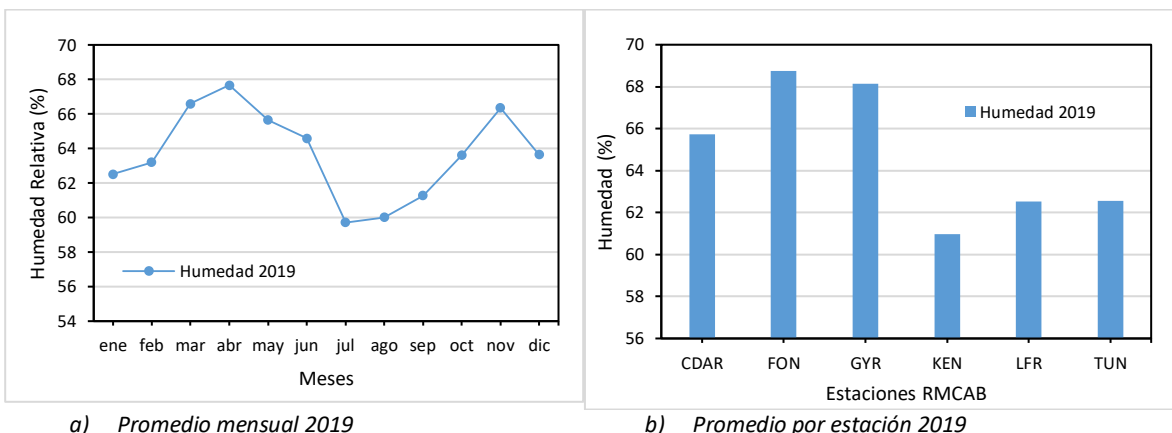 70
68
66
64
62
60
58
56
54
Humedad Relativa (%)
Humedad 2019
ene feb mar abr may jun jul ago sep oct nov dic
Meses
a) Promedio mensual 2019
70
68
66
64
62
60
58
56
Humedad (%)
Humedad 2019
CDAR FON GYR KEN LFR TUN
Estaciones RMCAB
b) Promedio por estación 2019